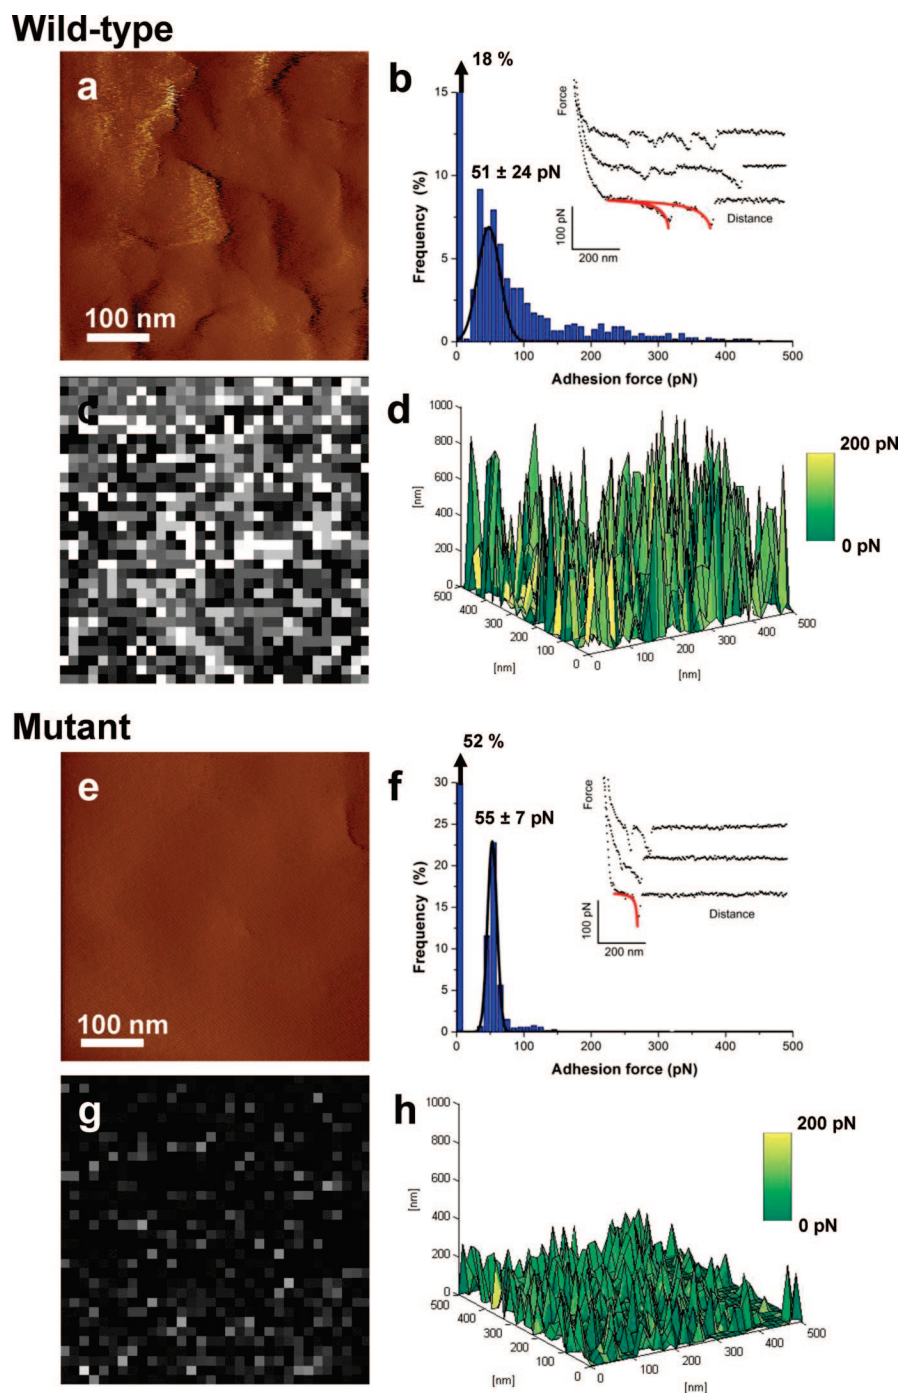 Wild-type
a
100 nm
b
18 %
51 ± 24 pN
Frequency (%)
15
10
5
0
0 100 200 300 400 500
Adhesion force (pN)
Force
100 pN
200 nm
Distance
c
d
1000
800
600
400
200
0
[nm]
500
400
300
200
100
0
[nm]
0
100
200
300
400
500
[nm]
200 pN
0 pN
Mutant
e
100 nm
f
52 %
55 ± 7 pN
Frequency (%)
30
25
20
15
10
5
0
0 100 200 300 400 500
Adhesion force (pN)
Force
100 pN
200 nm
Distance
g
h
1000
800
600
400
200
0
[nm]
500
400
300
200
100
0
[nm]
0
100
200
300
400
500
[nm]
200 pN
0 pN